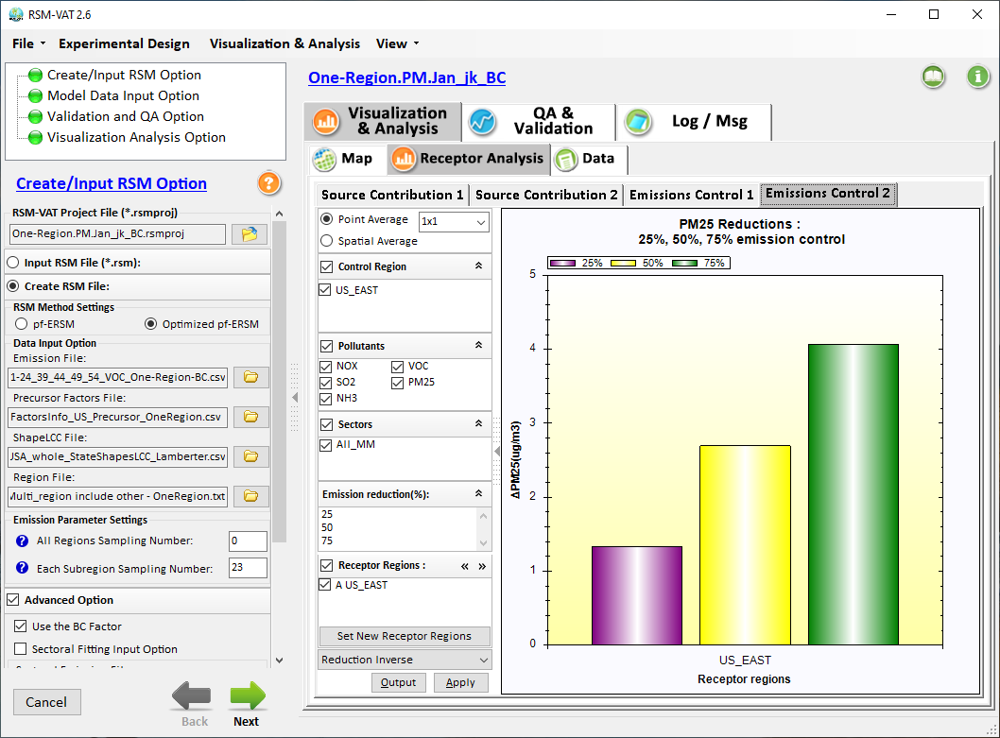 RSM-VAT 2.6
File Experimental Design Visualization & Analysis View
Create/Input RSM Option
Model Data Input Option
Validation and QA Option
Visualization Analysis Option
Create/Input RSM Option
RSM-VAT Project File (*.rsmproj)
One-Region.PM.Jan_jk_BC.rsmproj
Input RSM File (*.rsm):
Create RSM File:
RSM Method Settings
pf-ERSM Optimized pf-ERSM
Data Input Option
Emission File:
1-24_39_44_49_54_VOC_One-Region-BC.csv
Precursor Factors File:
FactorsInfo_US_Precursor_OneRegion.csv
ShapeLCC File:
JSA_whole_StateShapesLCC_Lamberter.csv
Region File:
Multi_region include other - OneRegion.txt
Emission Parameter Settings
All Regions Sampling Number: 0
Each Subregion Sampling Number: 23
Advanced Option
Use the BC Factor
Sectoral Fitting Input Option
Cancel
Back
Next
One-Region.PM.Jan_jk_BC
Visualization
& Analysis
QA &
Validation
Log / Msg
Map Receptor Analysis Data
Source Contribution 1 Source Contribution 2 Emissions Control 1 Emissions Control 2
Point Average 1x1
Spatial Average
Control Region
US_EAST
Pollutants
NOX VOC
SO2 PM25
NH3
Sectors
All_MM
Emission reduction(%):
25
50
75
Receptor Regions : « »
A US_EAST
Set New Receptor Regions
Reduction Inverse
Output Apply
PM25 Reductions :
25%, 50%, 75% emission control
25% 50% 75%
5
4
3
2
1
0
ΔPM25(ug/m3)
US_EAST
Receptor regions